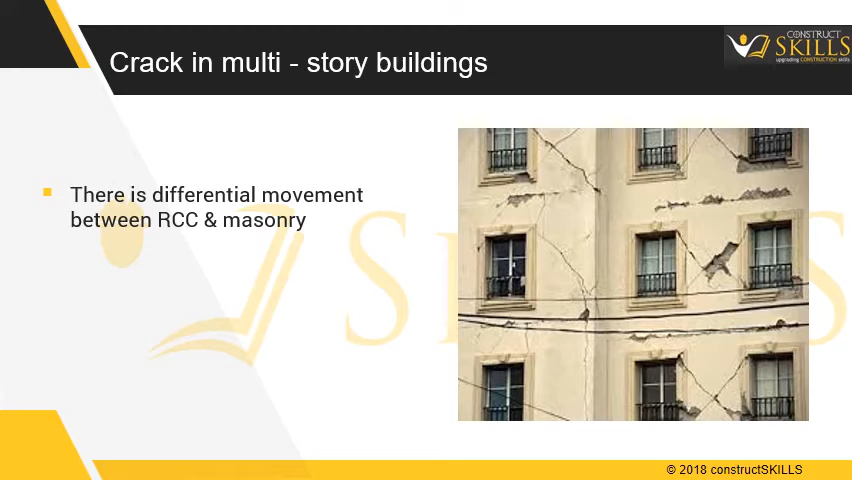 Crack in multi - story buildings
CONSTRUCT
SKILLS
upgrading CONSTRUCTION skills
There is differential movement
between RCC & masonry
S
SKILLS
© 2018 constructSKILLS